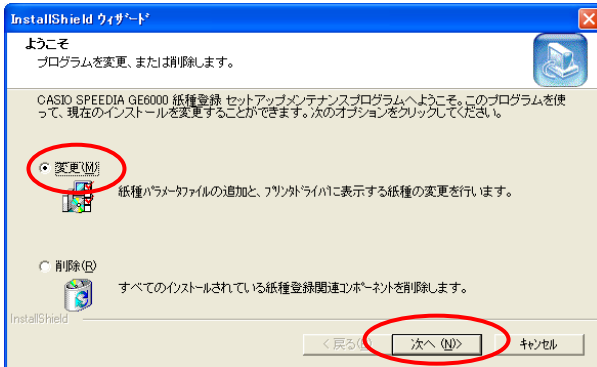 InstallShield ウィザード
ようこそ
プログラムを変更、または削除します。
CASIO SPEEDIA GE6000 紙種登録 セットアップメンテナンスプログラムへようこそ。このプログラムを使
って、現在のインストールを変更することができます。次のオプションをクリックしてください。
変更(M)
紙種パラメータファイルの追加と、プリンタドライバに表示する紙種の変更を行います。
削除(R)
すべてのインストールされている紙種登録関連コンポーネントを削除します。
InstallShield
< 戻る( 次へ (N)> キャンセル